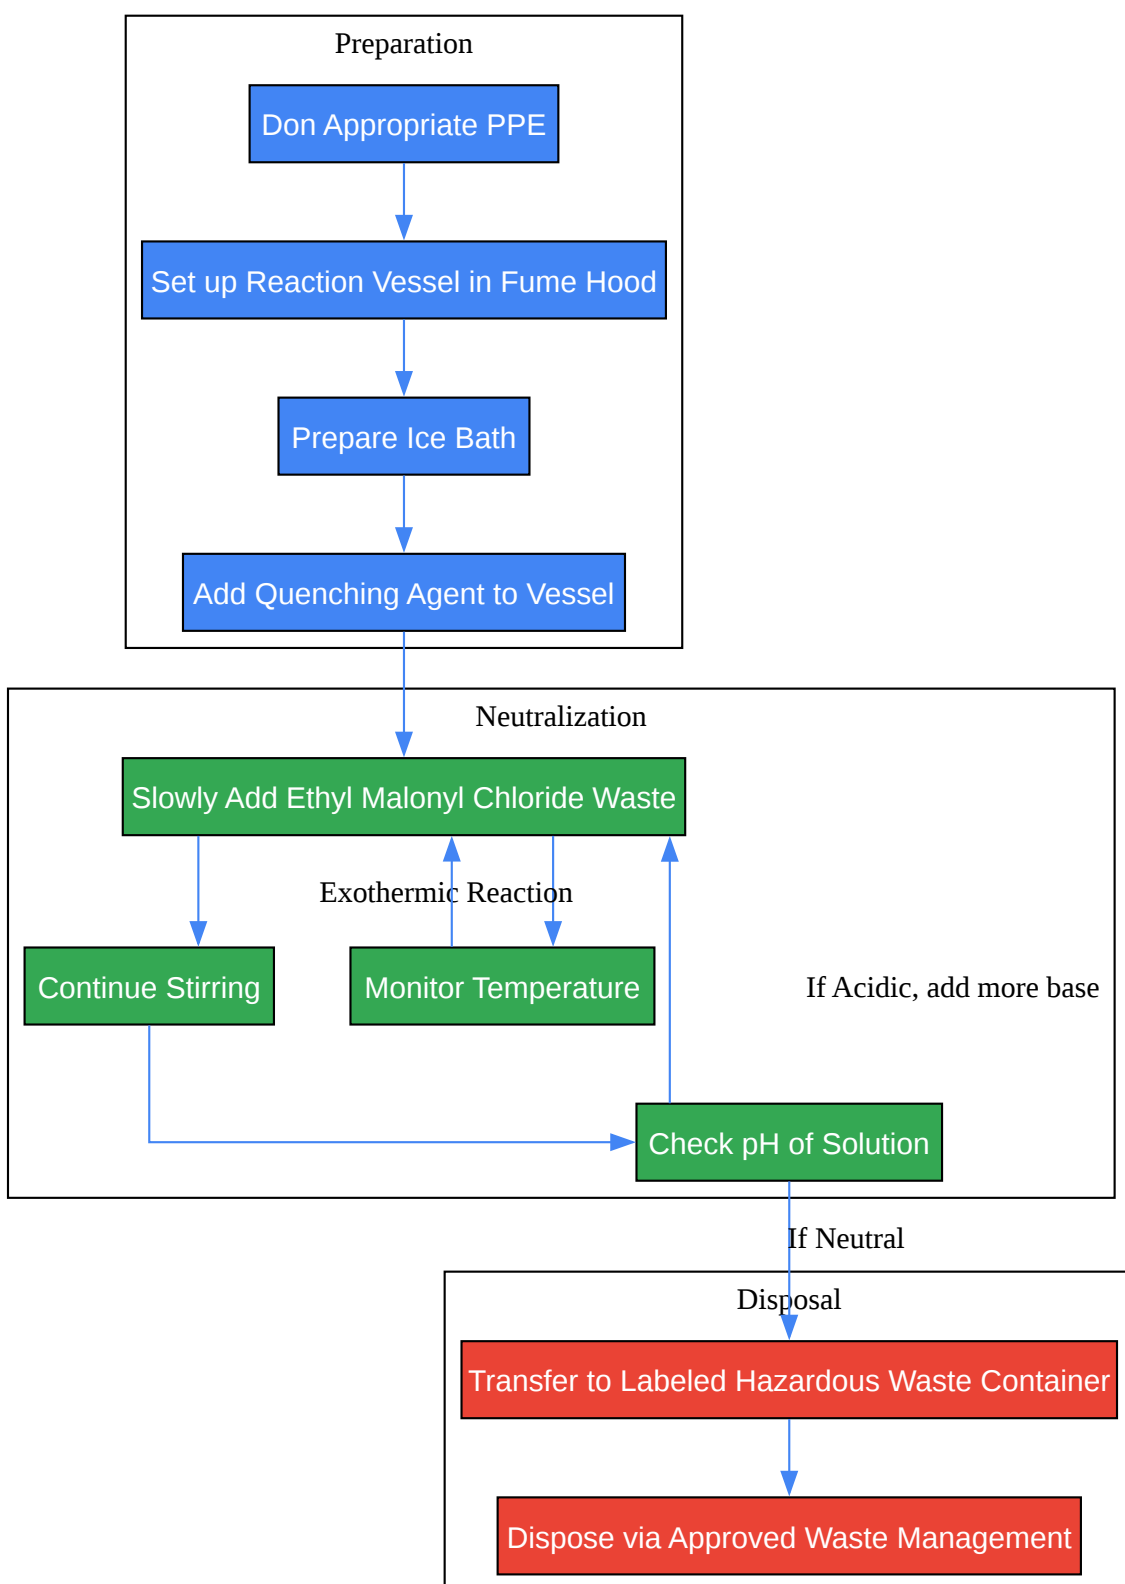 Preparation
Don Appropriate PPE
Set up Reaction Vessel in Fume Hood
Prepare Ice Bath
Add Quenching Agent to Vessel
Neutralization
Slowly Add Ethyl Malonyl Chloride Waste
Exothermic Reaction
Continue Stirring
Monitor Temperature
If Acidic, add more base
Check pH of Solution
If Neutral
Disposal
Transfer to Labeled Hazardous Waste Container
Dispose via Approved Waste Management